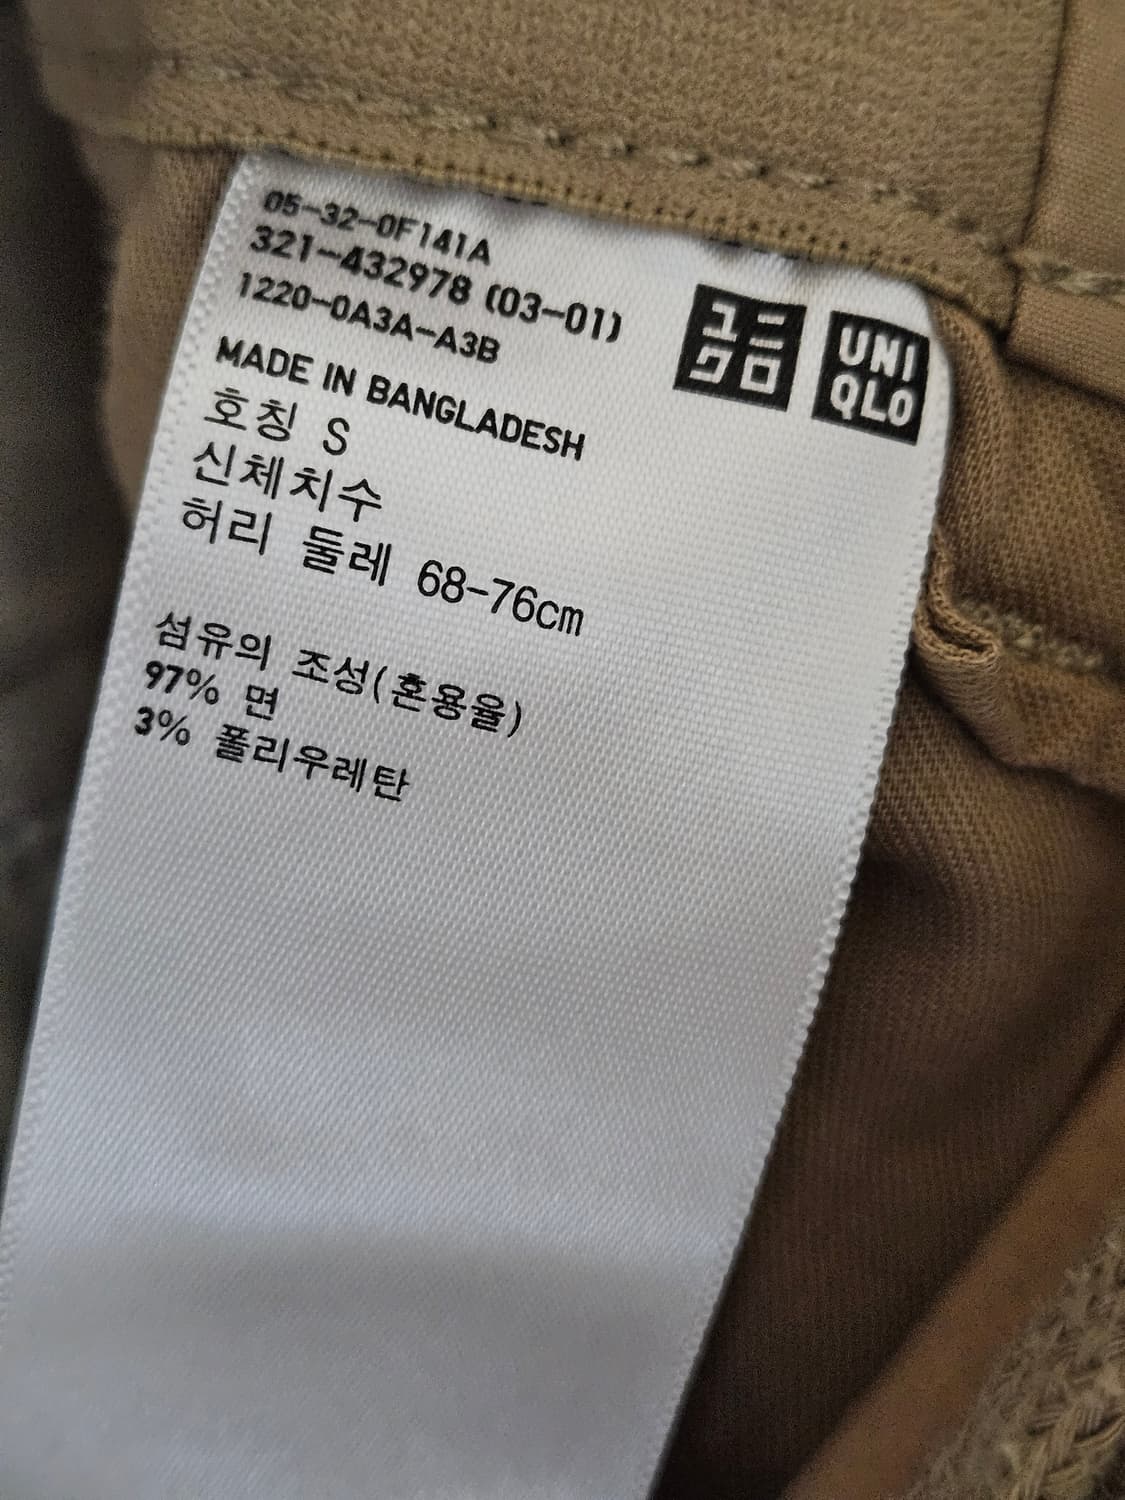 05-32-0F141A
321-432978 (03-01)
1220-0A3A-A3B
ユニ
クロ
UNI
QLO
MADE IN BANGLADESH
호칭 S
신체치수
허리 둘레 68-76cm
섬유의 조성(혼용율)
97% 면
3% 폴리우레탄